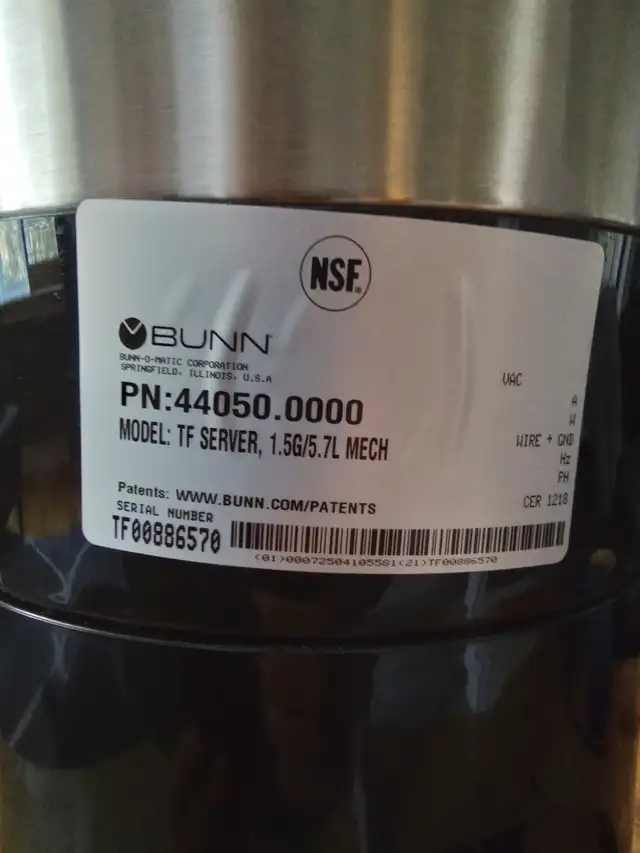 NSF®
BUNN®
BUNN-O-MATIC CORPORATION
SPRINGFIELD, ILLINOIS, U.S.A
PN:44050.0000
MODEL: TF SERVER, 1.5G/5.7L MECH
VAC
A
W
WIRE + GND
Hz
PH
CER 1218
Patents: WWW.BUNN.COM/PATENTS
SERIAL NUMBER
TF00886570
(01)00072504105581(21)TF00886570